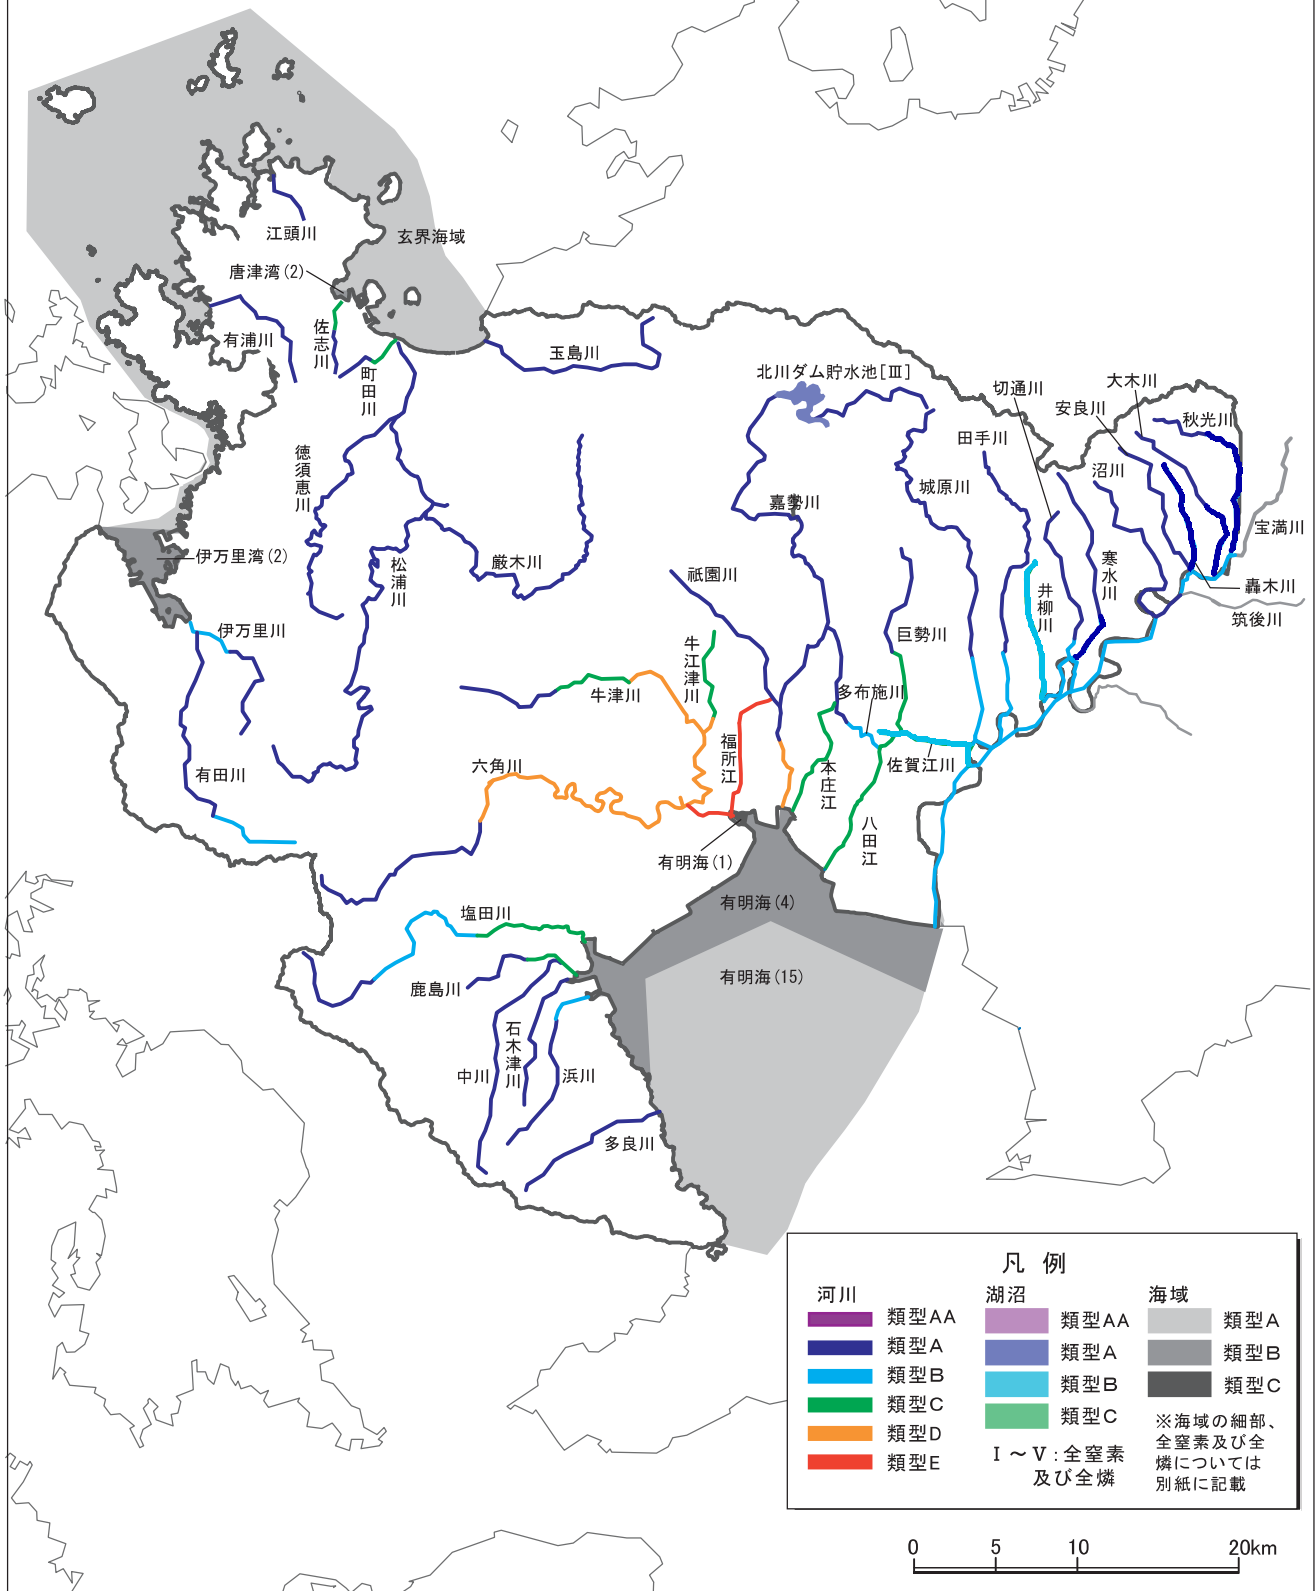 江頭川
玄界海域
唐津湾(2)
有浦川
佐志川
町田川
玉島川
北川ダム貯水池[Ⅲ]
切通川
大木川
安良川
秋光川
田手川
沼川
城原川
徳須恵川
嘉勢川
宝満川
伊万里湾(2)
松浦川
厳木川
祇園川
寒水川
井柳川
轟木川
筑後川
伊万里川
巨勢川
牛江津川
牛津川
多布施川
福所江
有田川
六角川
本庄江
佐賀江川
八田江
有明海(1)
有明海(4)
塩田川
有明海(15)
鹿島川
石木津川
中川
浜川
多良川
凡 例
河川
類型AA
類型A
類型B
類型C
類型D
類型E
湖沼
類型AA
類型A
類型B
類型C
Ⅰ～Ⅴ:全窒素
及び全燐
海域
類型A
類型B
類型C
※海域の細部、
全窒素及び全
燐については
別紙に記載
0 5 10 20km